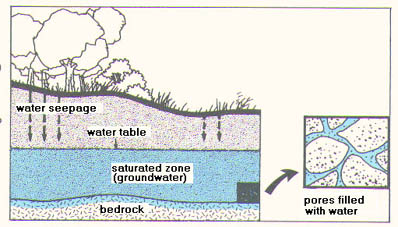 water seepage
water table
saturated zone
(groundwater)
bedrock
pores filled
with water